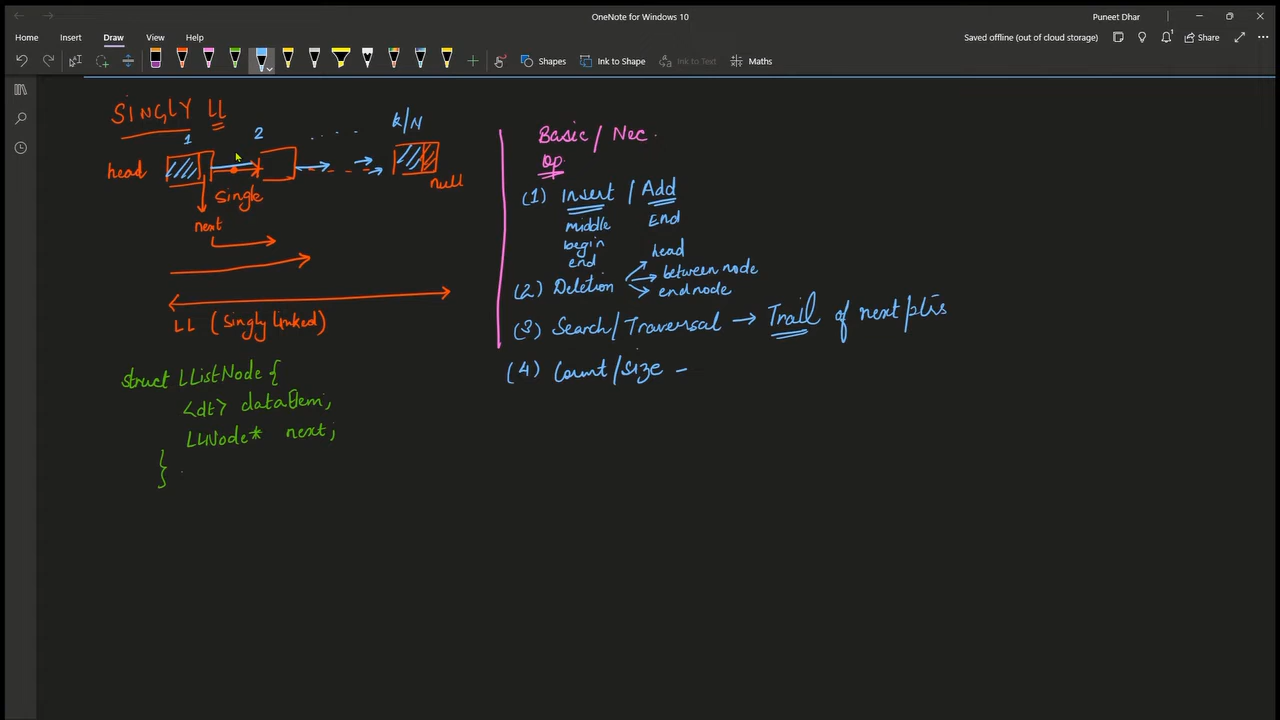 OneNote for Windows 10
Puneet Dhar
Home Insert Draw View Help
Saved offline (out of cloud storage)
Share
Shapes
Ink to Shape
Ink to Text
Maths
SINGLY LL
1 2 . . . . . k/N
head
null
single
next
LL (singly linked)
struct LListNode {
<dt> dataElem;
LLNode* next;
}
Basic / Nec.
Op.
(1) Insert / Add
middle End
begin
end
(2) Deletion
head
between node
end node
(3) Search/Traversal → Trail of next ptrs
(4) Count/size -